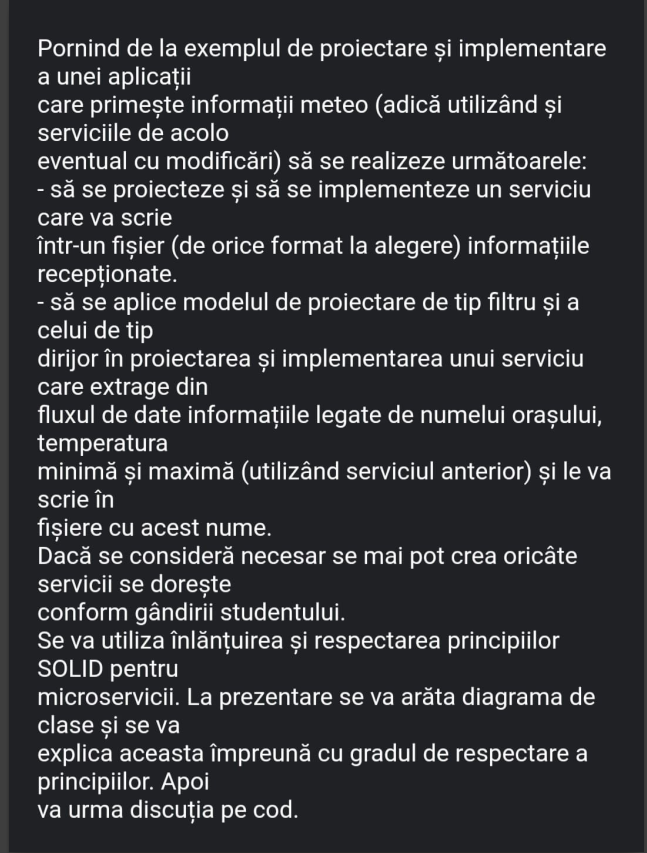 Pornind de la exemplul de proiectare și implementare
a unei aplicații
care primește informații meteo (adică utilizând și
serviciile de acolo
eventual cu modificări) să se realizeze următoarele:
- să se proiecteze și să se implementeze un serviciu
care va scrie
într-un fișier (de orice format la alegere) informațiile
recepționate.
- să se aplice modelul de proiectare de tip filtru și a
celui de tip
dirijor în proiectarea și implementarea unui serviciu
care extrage din
fluxul de date informațiile legate de numelui orașului,
temperatura
minimă și maximă (utilizând serviciul anterior) și le va
scrie în
fișiere cu acest nume.
Dacă se consideră necesar se mai pot crea oricâte
servicii se dorește
conform gândirii studentului.
Se va utiliza înlănțuirea și respectarea principiilor
SOLID pentru
microservicii. La prezentare se va arăta diagrama de
clase și se va
explica aceasta împreună cu gradul de respectare a
principiilor. Apoi
va urma discuția pe cod.